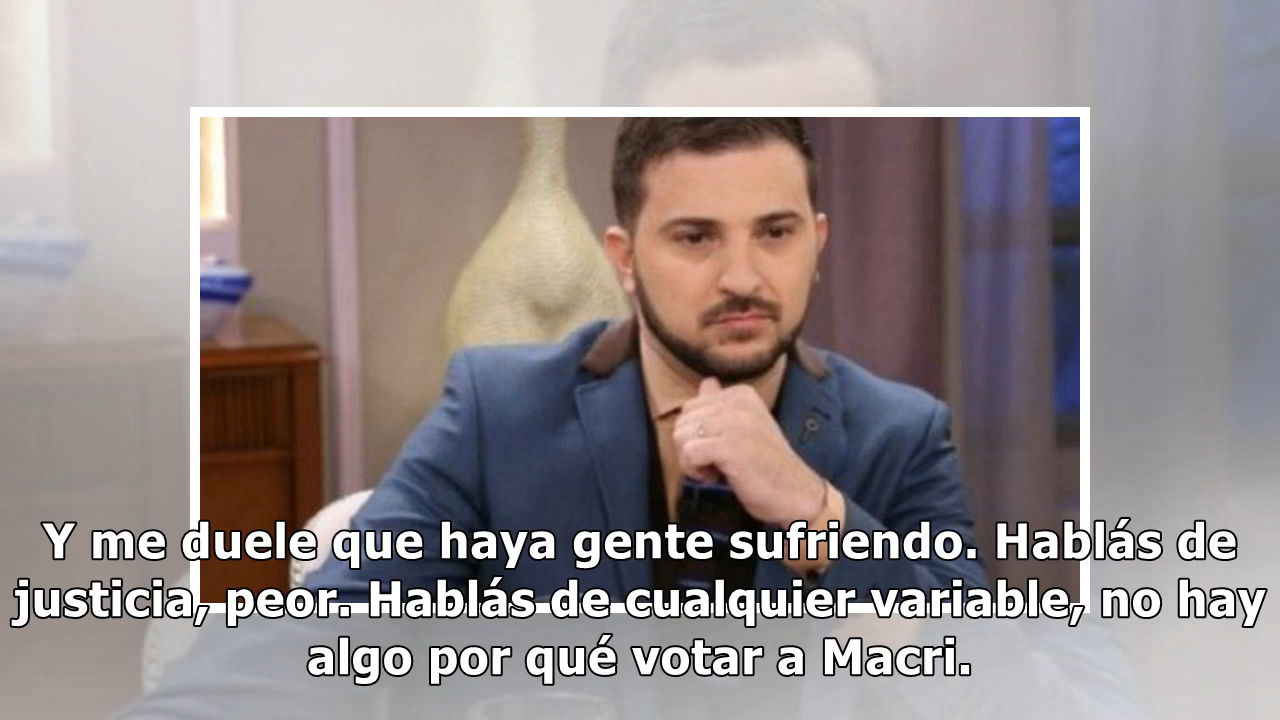 Y me duele que haya gente sufriendo. Hablás de
justicia, peor. Hablás de cualquier variable, no hay
algo por qué votar a Macri.